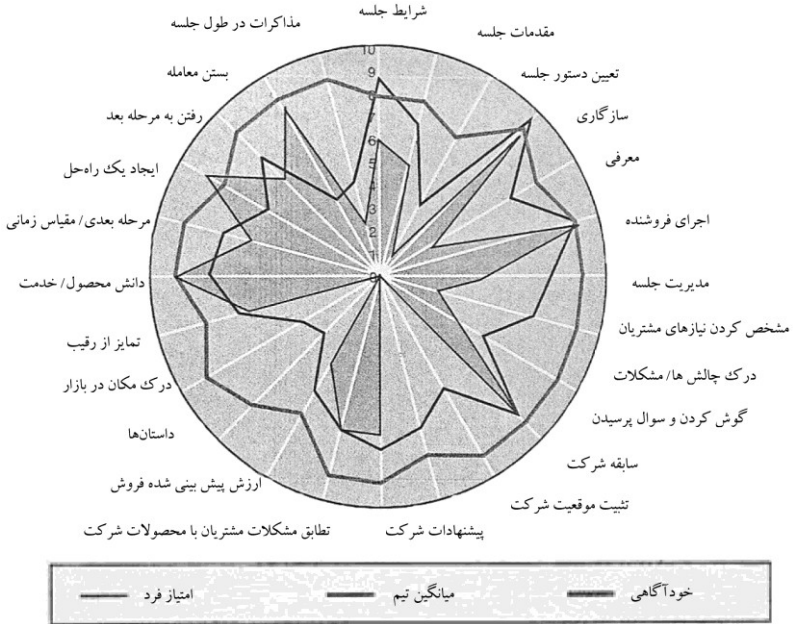 شرایط جلسه
مقدمات جلسه
تعیین دستور جلسه
سازگاری
معرفی
اجرای فروشنده
مدیریت جلسه
مشخص کردن نیازهای مشتریان
درک چالش ها/ مشکلات
گوش کردن و سوال پرسیدن
سابقه شرکت
تثبیت موقعیت شرکت
پیشنهادات شرکت
تطابق مشکلات مشتریان با محصولات شرکت
ارزش پیش بینی شده فروش
داستان‌ها
درک مکان در بازار
تمایز از رقیب
دانش محصول/ خدمت
مرحله بعدی/ مقیاس زمانی
ایجاد یک راه‌حل
رفتن به مرحله بعد
بستن معامله
مذاکرات در طول جلسه
10
9
8
6
5
3
2
1
0
خودآگاهی
میانگین تیم
امتیاز فرد